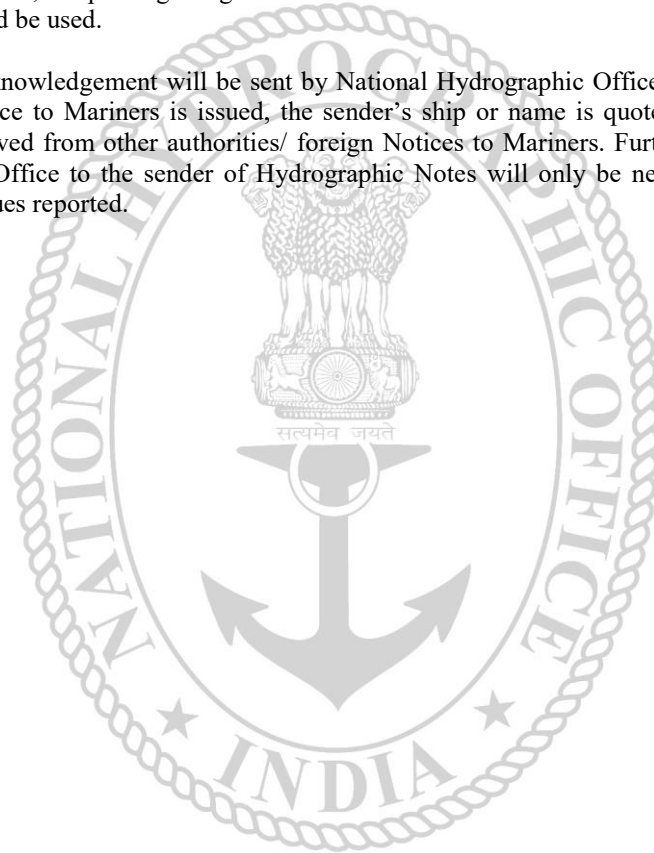 d be used.
nowledgement will be sent by National Hydrographic Office
ce to Mariners is issued, the sender’s ship or name is quote
ved from other authorities/ foreign Notices to Mariners. Furt
Office to the sender of Hydrographic Notes will only be ne
ues reported.
NATIONAL HYDROGRAPHIC OFFICE
सत्यमेव जयते
INDIA